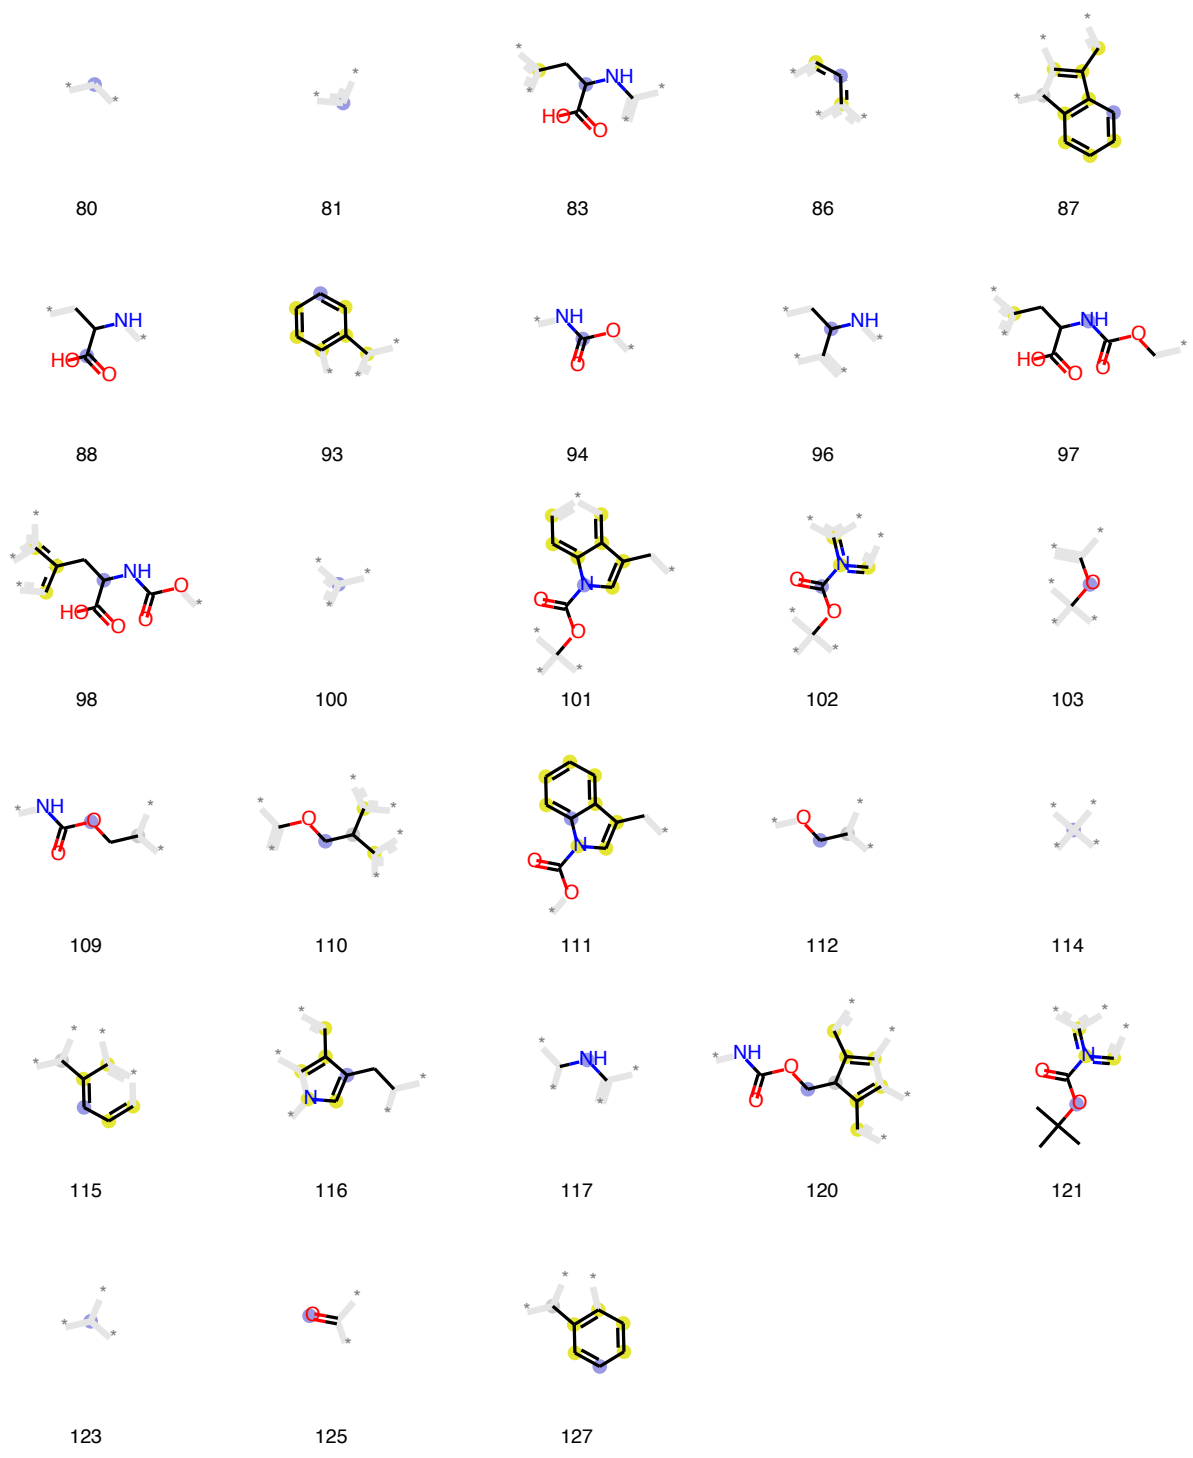 * * * * * * NH HO O * * * * * * * *
80 81 83 86 87
* NH * HO O * * * * NH O O * * NH * * * * NH O O HO O *
88 93 94 96 97
* * * NH O HO O O * * * * * N O O * * * * * * N O O * * * * * O * * *
98 100 101 102 103
* NH O O * * * * O * * * * * N O O * * O * * * * * *
109 110 111 112 114
* * * * * N * * * * NH * * * NH O O * * * * * * * N O O
115 116 117 120 121
* * * O * * * * *
123 125 127